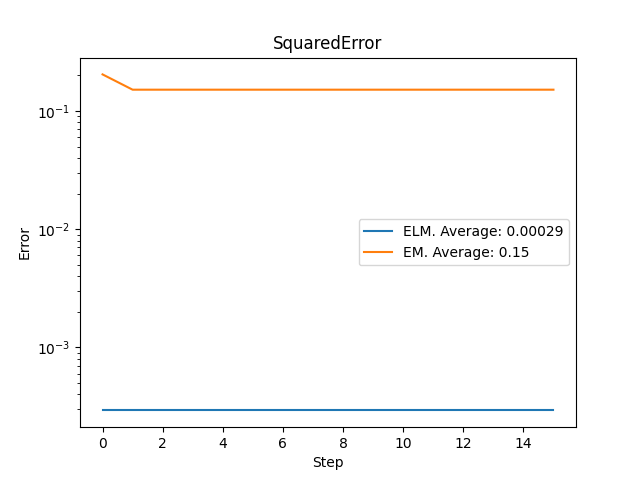 SquaredError
Error
10⁻¹
10⁻²
10⁻³
ELM. Average: 0.00029
EM. Average: 0.15
0 2 4 6 8 10 12 14
Step